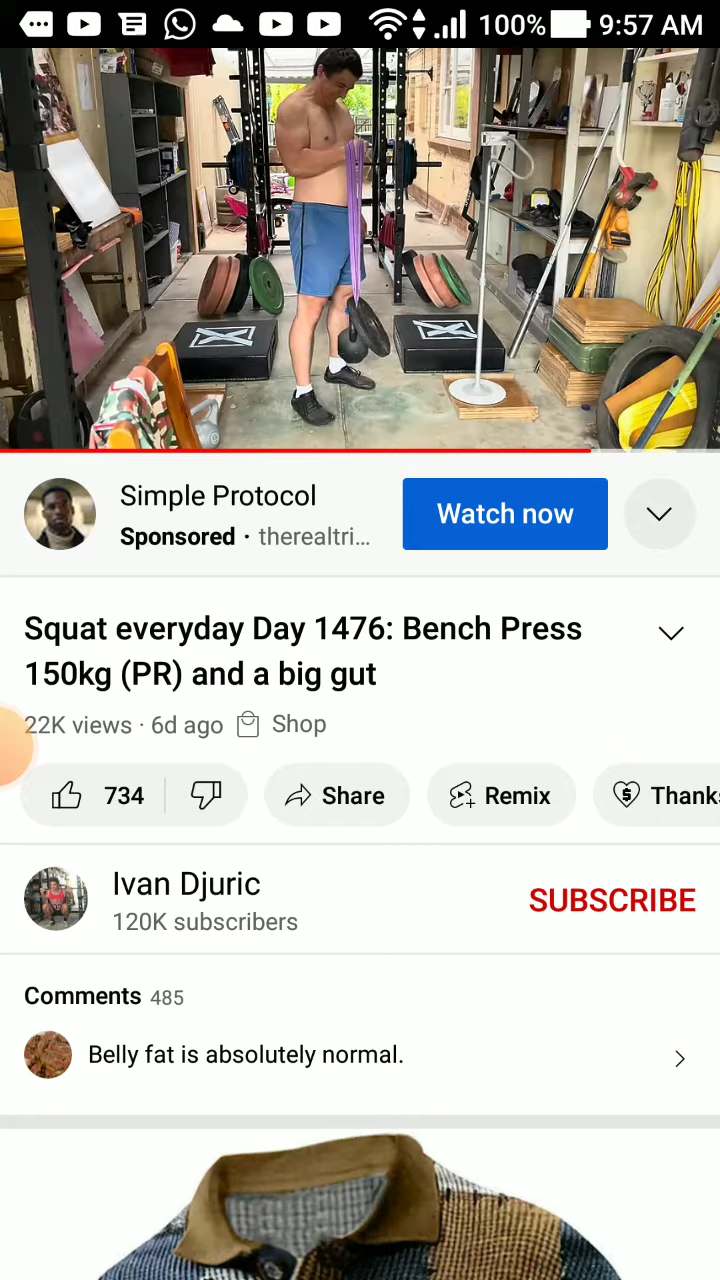 100% 9:57 AM
Simple Protocol
Sponsored · therealtri...
Watch now
Squat everyday Day 1476: Bench Press
150kg (PR) and a big gut
22K views · 6d ago Shop
734 Share Remix Thanks
Ivan Djuric
120K subscribers
SUBSCRIBE
Comments 485
Belly fat is absolutely normal.